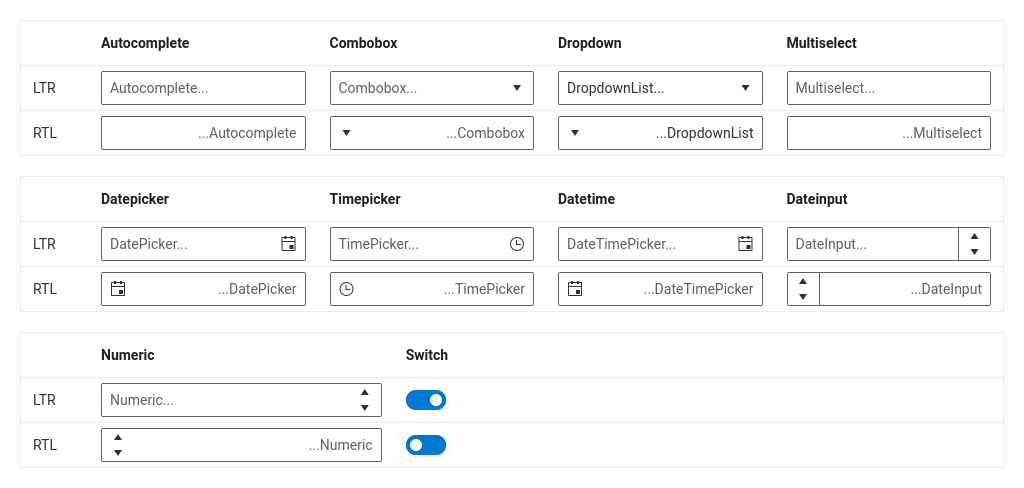 Autocomplete Combobox Dropdown Multiselect
LTR Autocomplete... Combobox... DropdownList... Multiselect...
RTL ...Autocomplete ...Combobox ...DropdownList ...Multiselect
Datepicker Timepicker Datetime Dateinput
LTR DatePicker... TimePicker... DateTimePicker... DateInput...
RTL ...DatePicker ...TimePicker ...DateTimePicker ...DateInput
Numeric Switch
LTR Numeric...
RTL ...Numeric